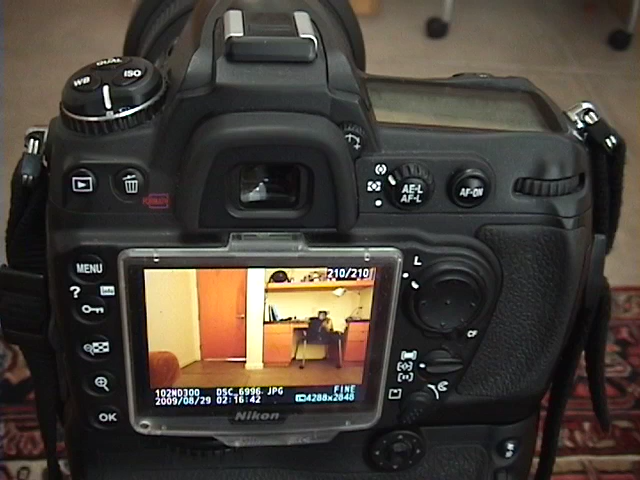 QUAL
WB
ISO
AE-L
AF-L
AF-ON
MENU
L
?
CF
OK
210/210
102ND300 DSC_6996.JPG FINE
2009/08/29 02:16:42 4288x2848
Nikon